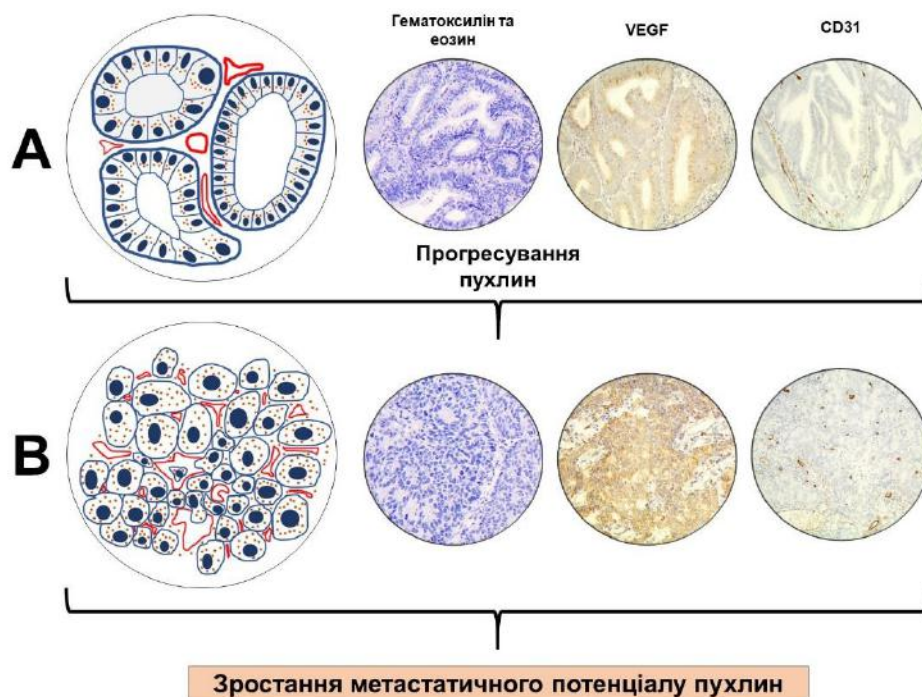 Гематоксилін та
еозин
VEGF
CD31
A
Прогресування
пухлин
B
Зростання метастатичного потенціалу пухлин